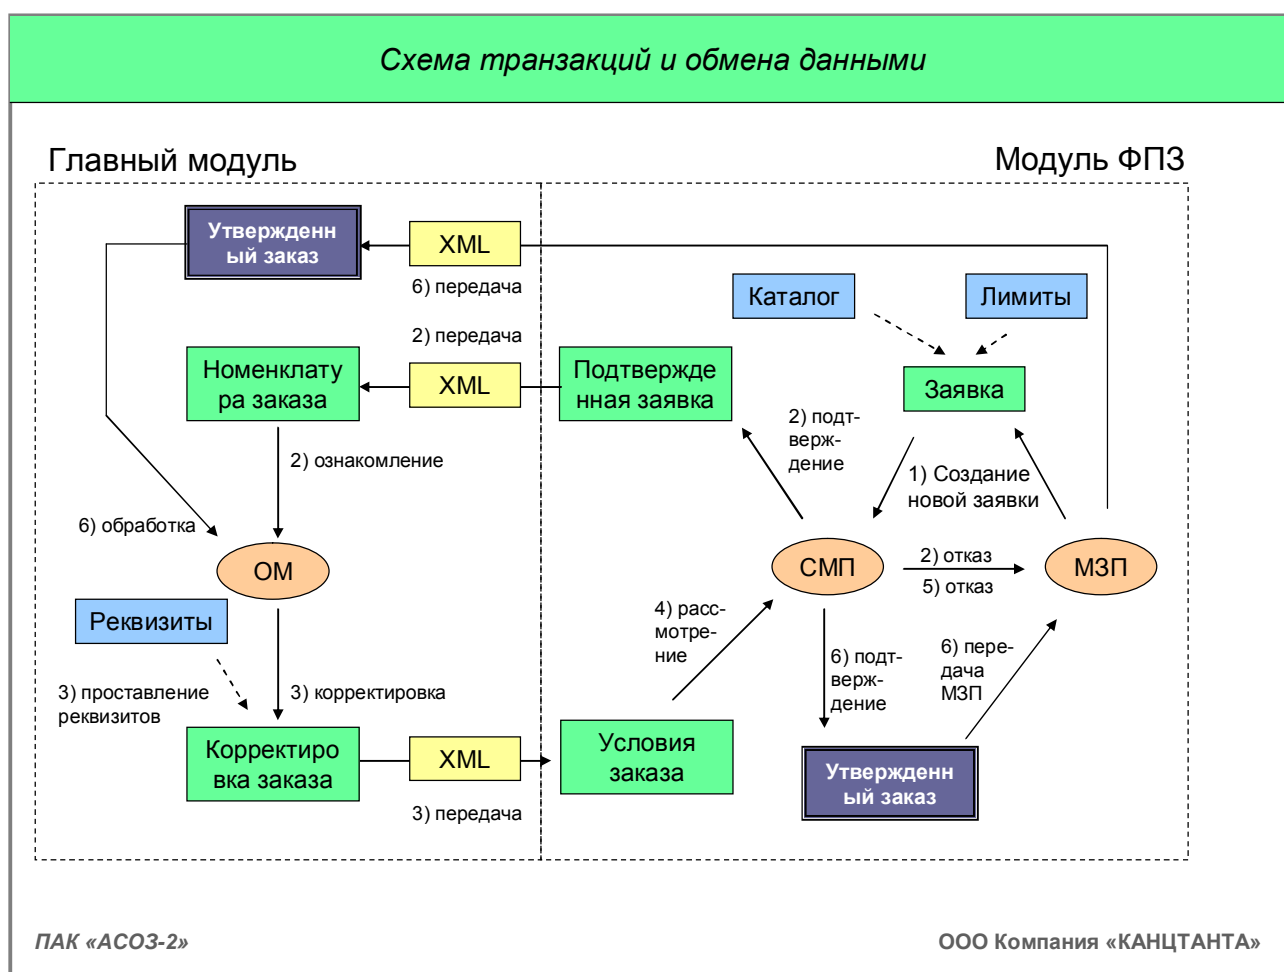 Схема транзакций и обмена данными
Главный модуль
Модуль ФПЗ
Утвержденн
ый заказ
XML
6) передача
Каталог
Лимиты
2) передача
Номенклату
ра заказа
XML
Подтвержде
нная заявка
Заявка
2) подт-
верж-
дение
2) ознакомление
1) Создание
новой заявки
6) обработка
ОМ
СМП
2) отказ
5) отказ
МЗП
Реквизиты
4) расс-
мотре-
ние
6) подт-
верж-
дение
6) пере-
дача
МЗП
3) проставление
реквизитов
3) корректировка
Корректиро
вка заказа
XML
3) передача
Условия
заказа
Утвержденн
ый заказ
ПАК «АСОЗ-2»
ООО Компания «КАНЦТАНТА»